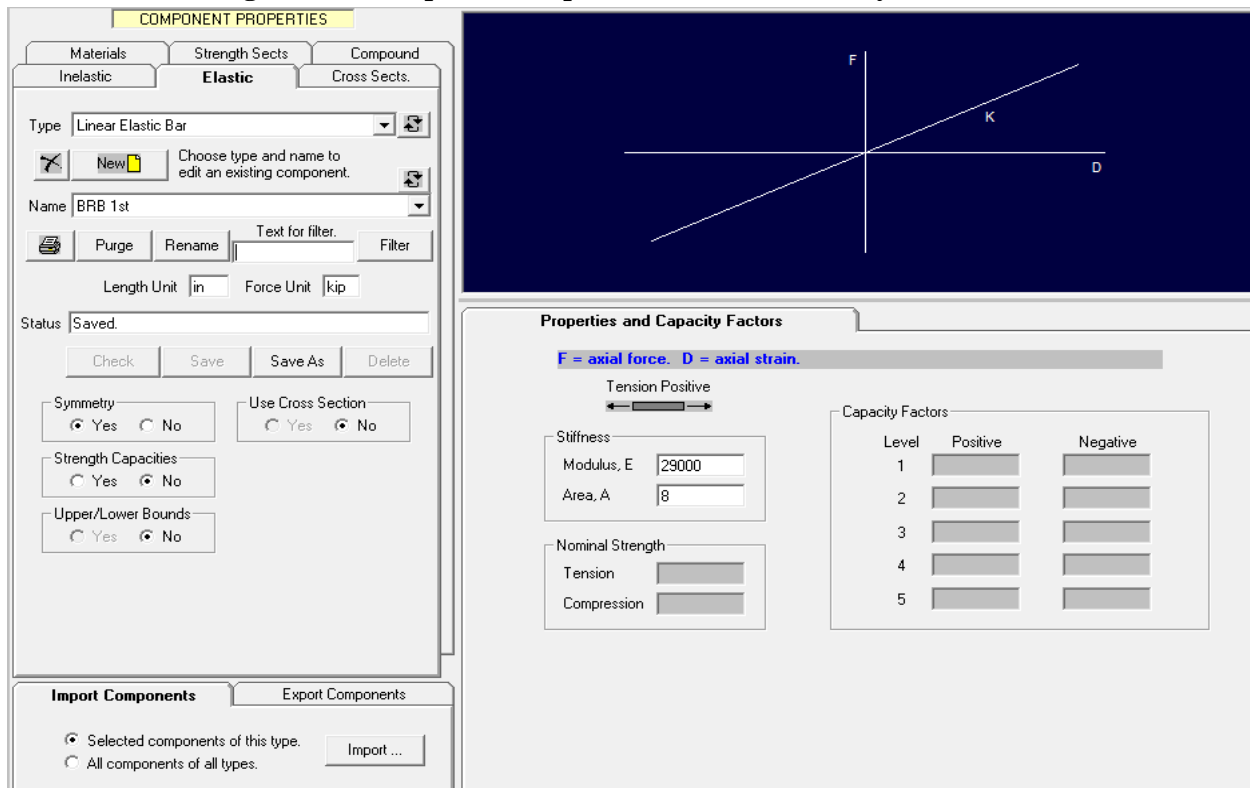 COMPONENT PROPERTIES
Materials Strength Sects Compound
Inelastic Elastic Cross Sects.
Type Linear Elastic Bar
New Choose type and name to
edit an existing component.
Name BRB 1st
Purge Rename Text for filter. Filter
Length Unit in Force Unit kip
Status Saved.
Check Save Save As Delete
Symmetry
Yes No
Use Cross Section
Yes No
Strength Capacities
Yes No
Upper/Lower Bounds
Yes No
Import Components Export Components
Selected components of this type.
All components of all types.
Import ...
F
K
D
Properties and Capacity Factors
F = axial force. D = axial strain.
Tension Positive
Stiffness
Modulus, E 29000
Area, A 8
Nominal Strength
Tension
Compression
Capacity Factors
Level Positive Negative
1
2
3
4
5